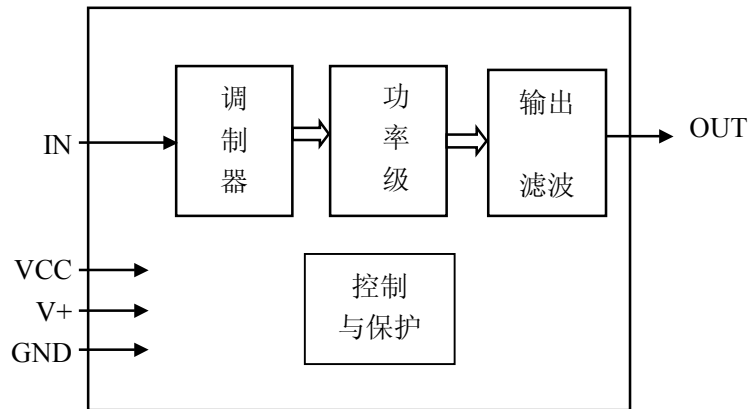 IN
调
制
器
功
率
级
输出
滤波
OUT
VCC
V+
GND
控制
与保护